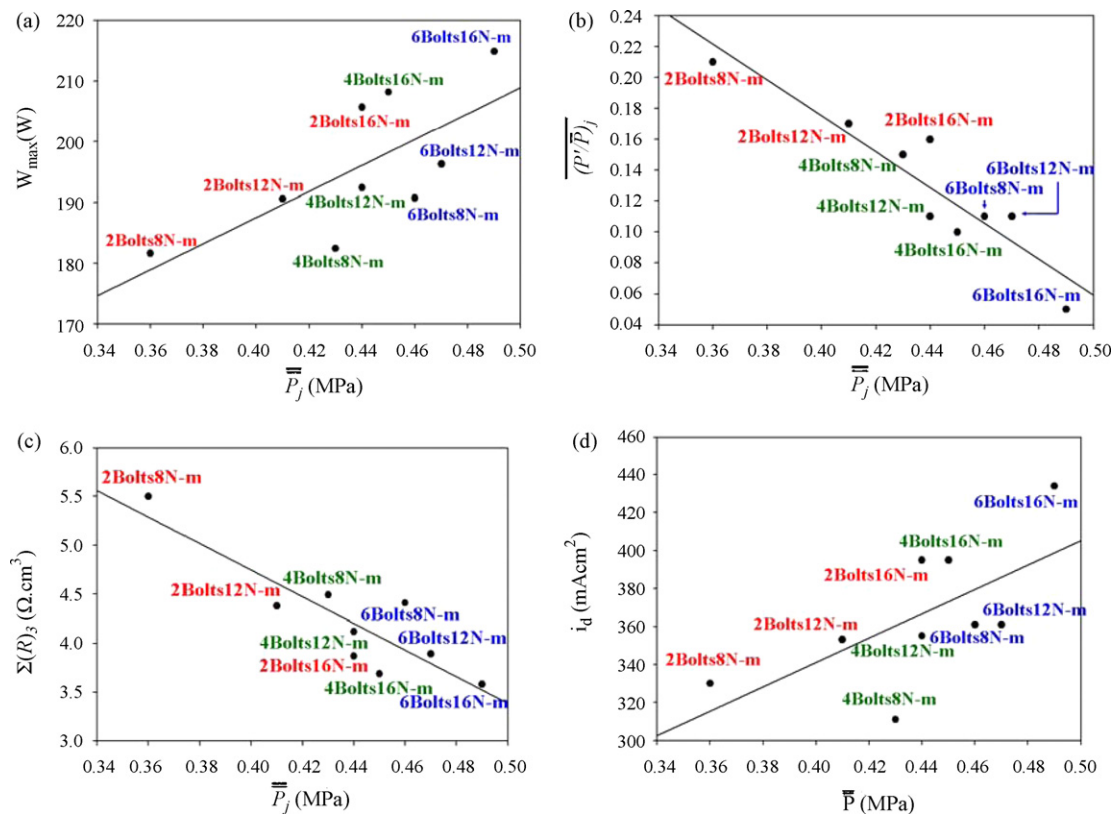 (a)
220
210
200
190
180
170
W_max(W)
6Bolts16N-m
4Bolts16N-m
2Bolts16N-m
6Bolts12N-m
2Bolts12N-m
4Bolts12N-m
6Bolts8N-m
2Bolts8N-m
4Bolts8N-m
0.34 0.36 0.38 0.40 0.42 0.44 0.46 0.48 0.50
P_j (MPa)
(b)
0.24
0.22
0.20
0.18
0.16
0.14
0.12
0.10
0.08
0.06
0.04
(P'/P)_j
2Bolts8N-m
2Bolts12N-m
2Bolts16N-m
4Bolts8N-m
6Bolts12N-m
6Bolts8N-m
4Bolts12N-m
4Bolts16N-m
6Bolts16N-m
0.34 0.36 0.38 0.40 0.42 0.44 0.46 0.48 0.50
P_j (MPa)
(c)
6.0
5.5
5.0
4.5
4.0
3.5
3.0
Σ(R)₃ (Ω.cm³)
2Bolts8N-m
4Bolts8N-m
2Bolts12N-m
6Bolts8N-m
4Bolts12N-m
6Bolts12N-m
2Bolts16N-m
4Bolts16N-m
6Bolts16N-m
0.34 0.36 0.38 0.40 0.42 0.44 0.46 0.48 0.50
P_j (MPa)
(d)
460
440
420
400
380
360
340
320
300
i_d (mAcm²)
6Bolts16N-m
4Bolts16N-m
2Bolts16N-m
2Bolts12N-m
6Bolts12N-m
4Bolts12N-m
6Bolts8N-m
2Bolts8N-m
4Bolts8N-m
0.34 0.36 0.38 0.40 0.42 0.44 0.46 0.48 0.50
P (MPa)